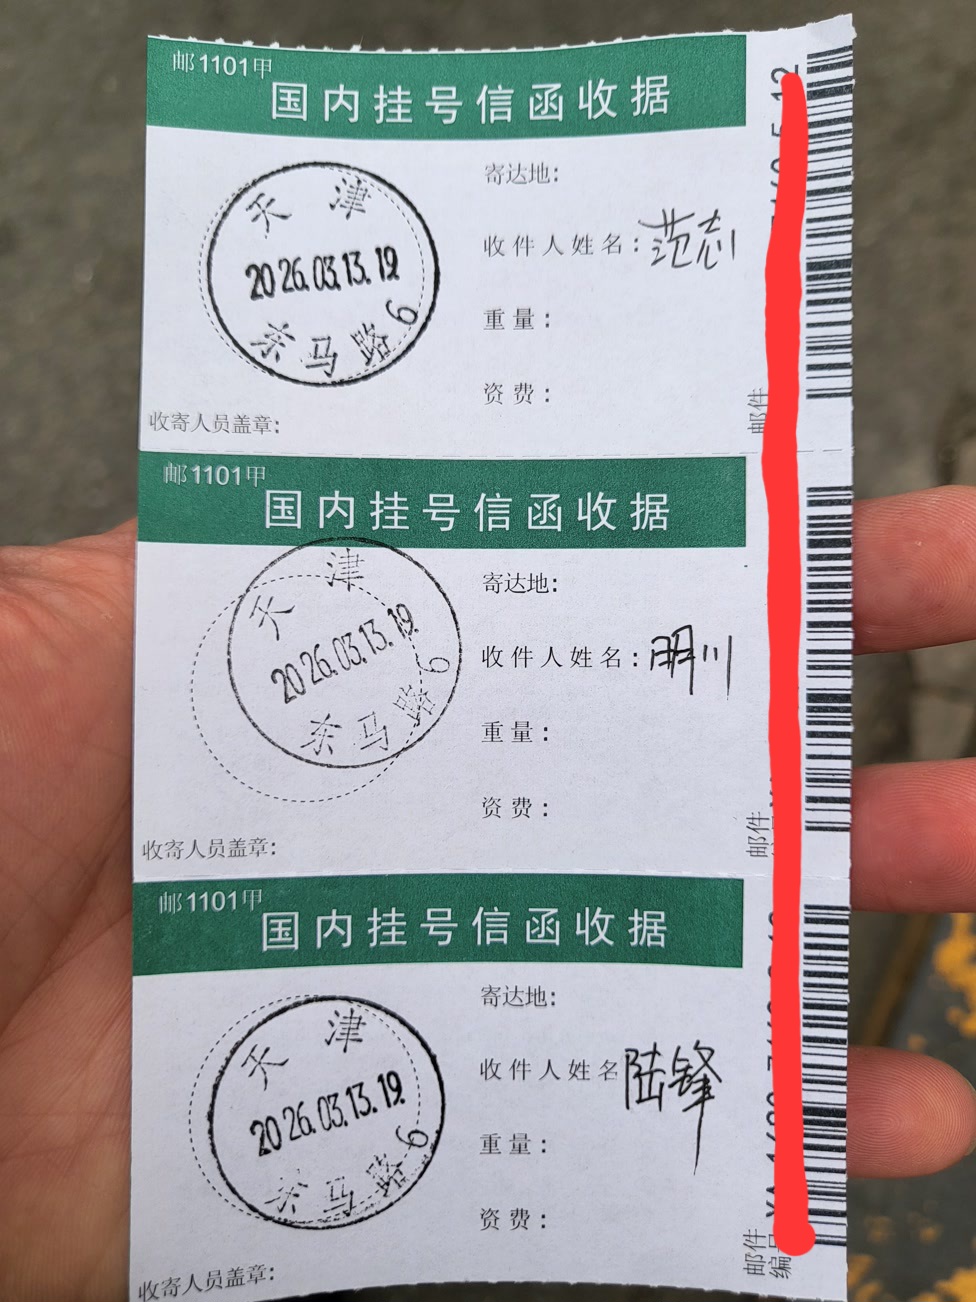 邮1101甲
国内挂号信函收据
天津
2026.03.13.19
东马路6
寄达地:
收件人姓名:范志川
重量:
资费:
收寄人员盖章:
邮件
邮1101甲
国内挂号信函收据
天津
2026.03.13.19
东马路6
寄达地:
收件人姓名:明川
重量:
资费:
收寄人员盖章:
邮件
邮1101甲
国内挂号信函收据
天津
2026.03.13.19
东马路6
寄达地:
收件人姓名 陆锋
重量:
资费:
收寄人员盖章:
邮件
编号